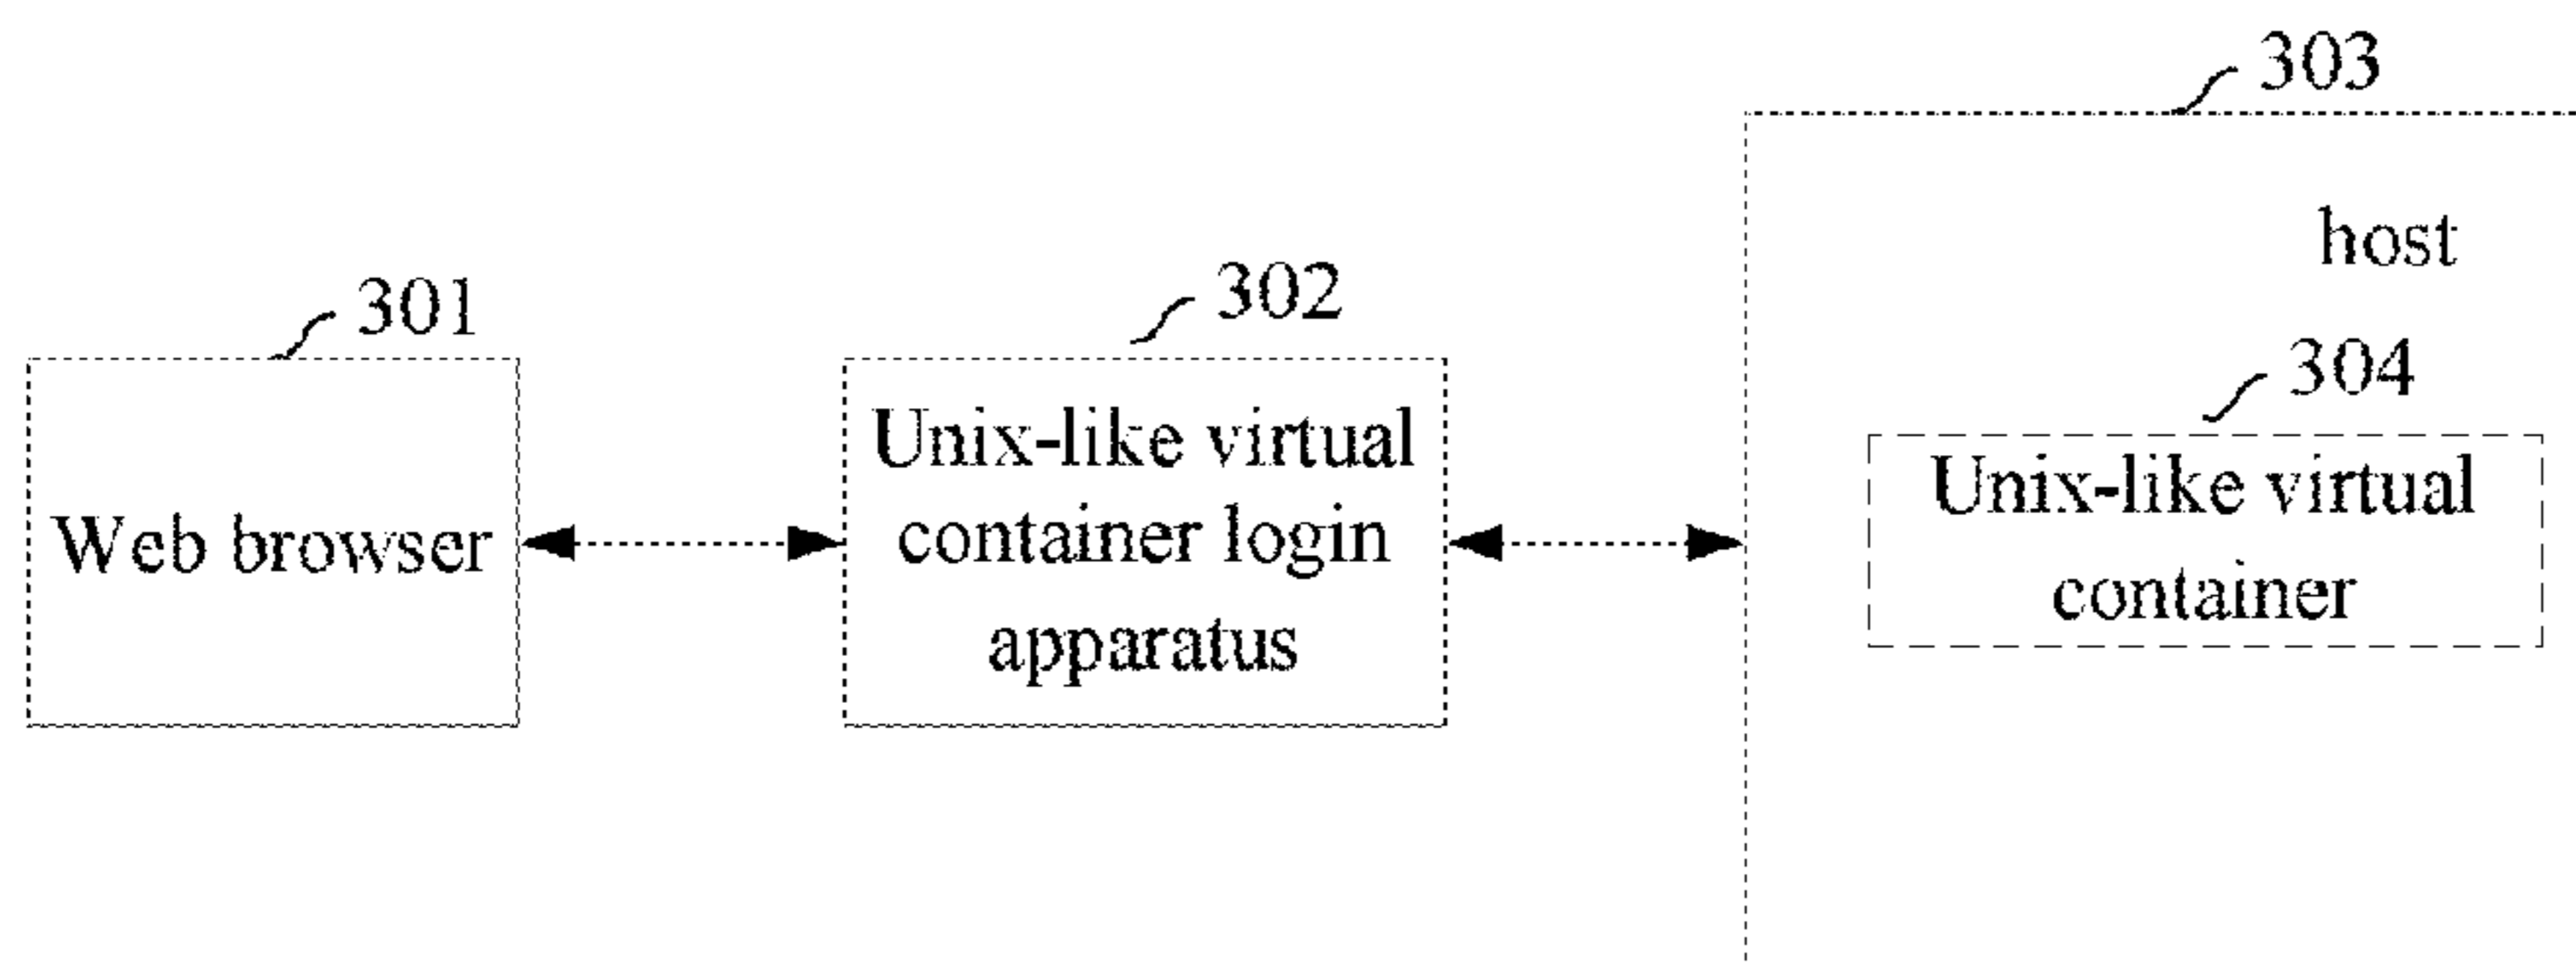 301
Web browser
302
Unix-like virtual
container login
apparatus
303
host
304
Unix-like virtual
container